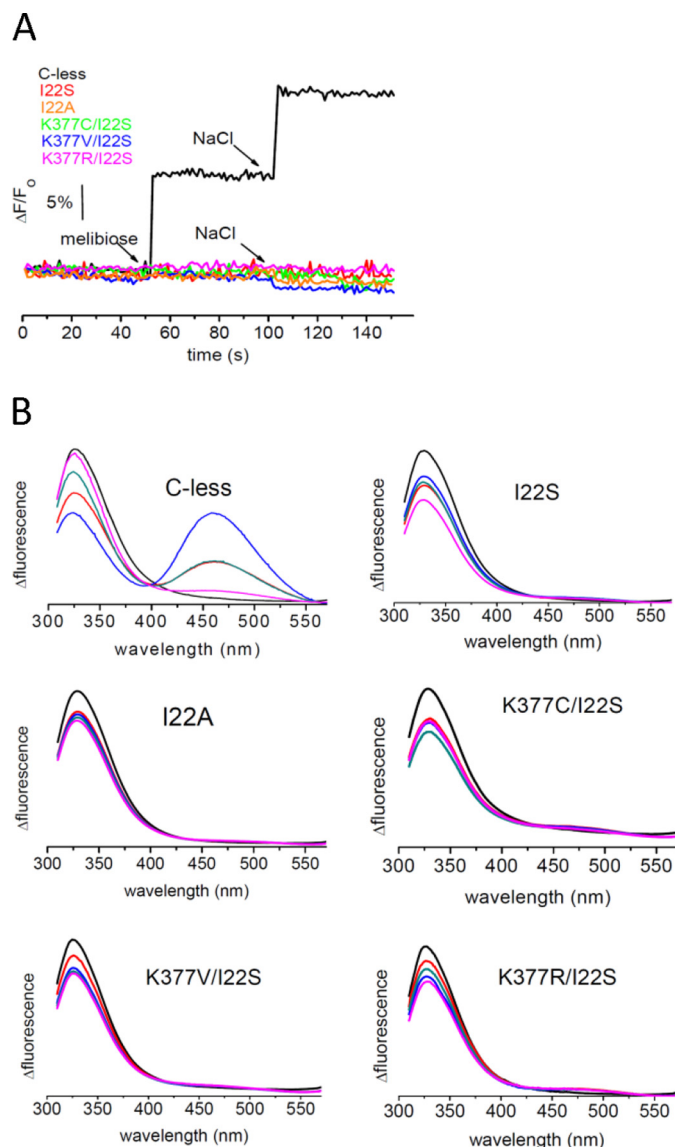 A
C-less
I22S
I22A
K377C/I22S
K377V/I22S
K377R/I22S
NaCl
ΔF/Fo
5%
melibiose
NaCl
0 20 40 60 80 100 120 140
time (s)
B
C-less
Δfluorescence
300 350 400 450 500 550
wavelength (nm)
I22S
Δfluorescence
300 350 400 450 500 550
wavelength (nm)
I22A
Δfluorescence
300 350 400 450 500 550
wavelength (nm)
K377C/I22S
Δfluorescence
300 350 400 450 500 550
wavelength (nm)
K377V/I22S
Δfluorescence
300 350 400 450 500 550
wavelength (nm)
K377R/I22S
Δfluorescence
300 350 400 450 500 550
wavelength (nm)